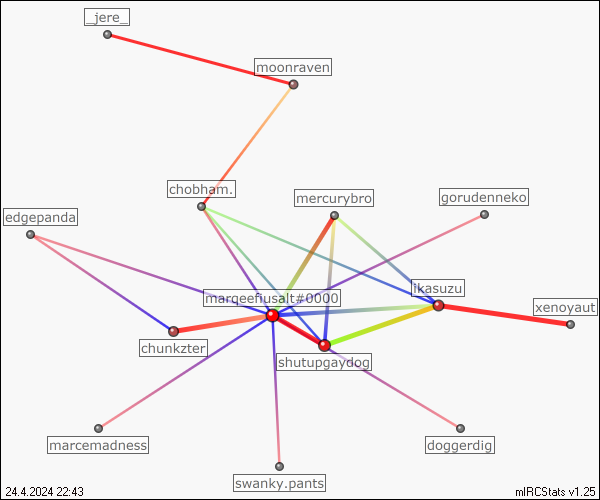 _jere_
moonraven
chobham.
mercurybro
gorudenneko
edgepanda
ikasuzu
marqeefiusalt#0000
xenoyaut
chunkzter
shutupgaydog
marcemadness
doggerdig
swanky.pants
24.4.2024 22:43
mIRCStats v1.25